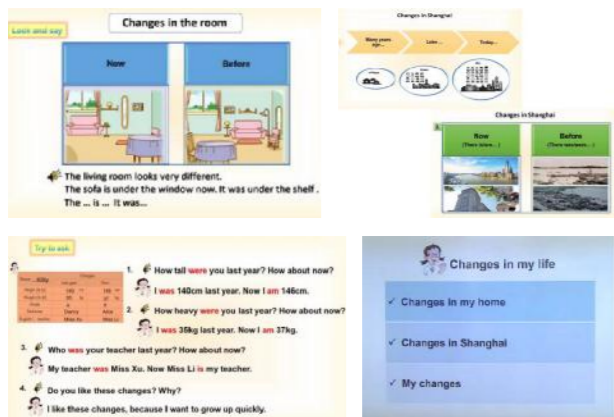 Changes in the room
Look and say
Now
Before
The living room looks very different.
The sofa is under the window now. It was under the shelf .
The ... is ... It was...
Changes in Shanghai
Many years ago...
Later ...
Today...
Changes in Shanghai
Now
Before
Try to ask
1. How tall were you last year? How about now?
I was 140cm last year. Now I am 146cm.
2. How heavy were you last year? How about now?
I was 35kg last year. Now I am 37kg.
3. Who was your teacher last year? How about now?
My teacher was Miss Xu. Now Miss Li is my teacher.
4. Do you like these changes? Why?
I like these changes, because I want to grow up quickly.
Changes in my life
✓ Changes in my home
✓ Changes in Shanghai
✓ My changes